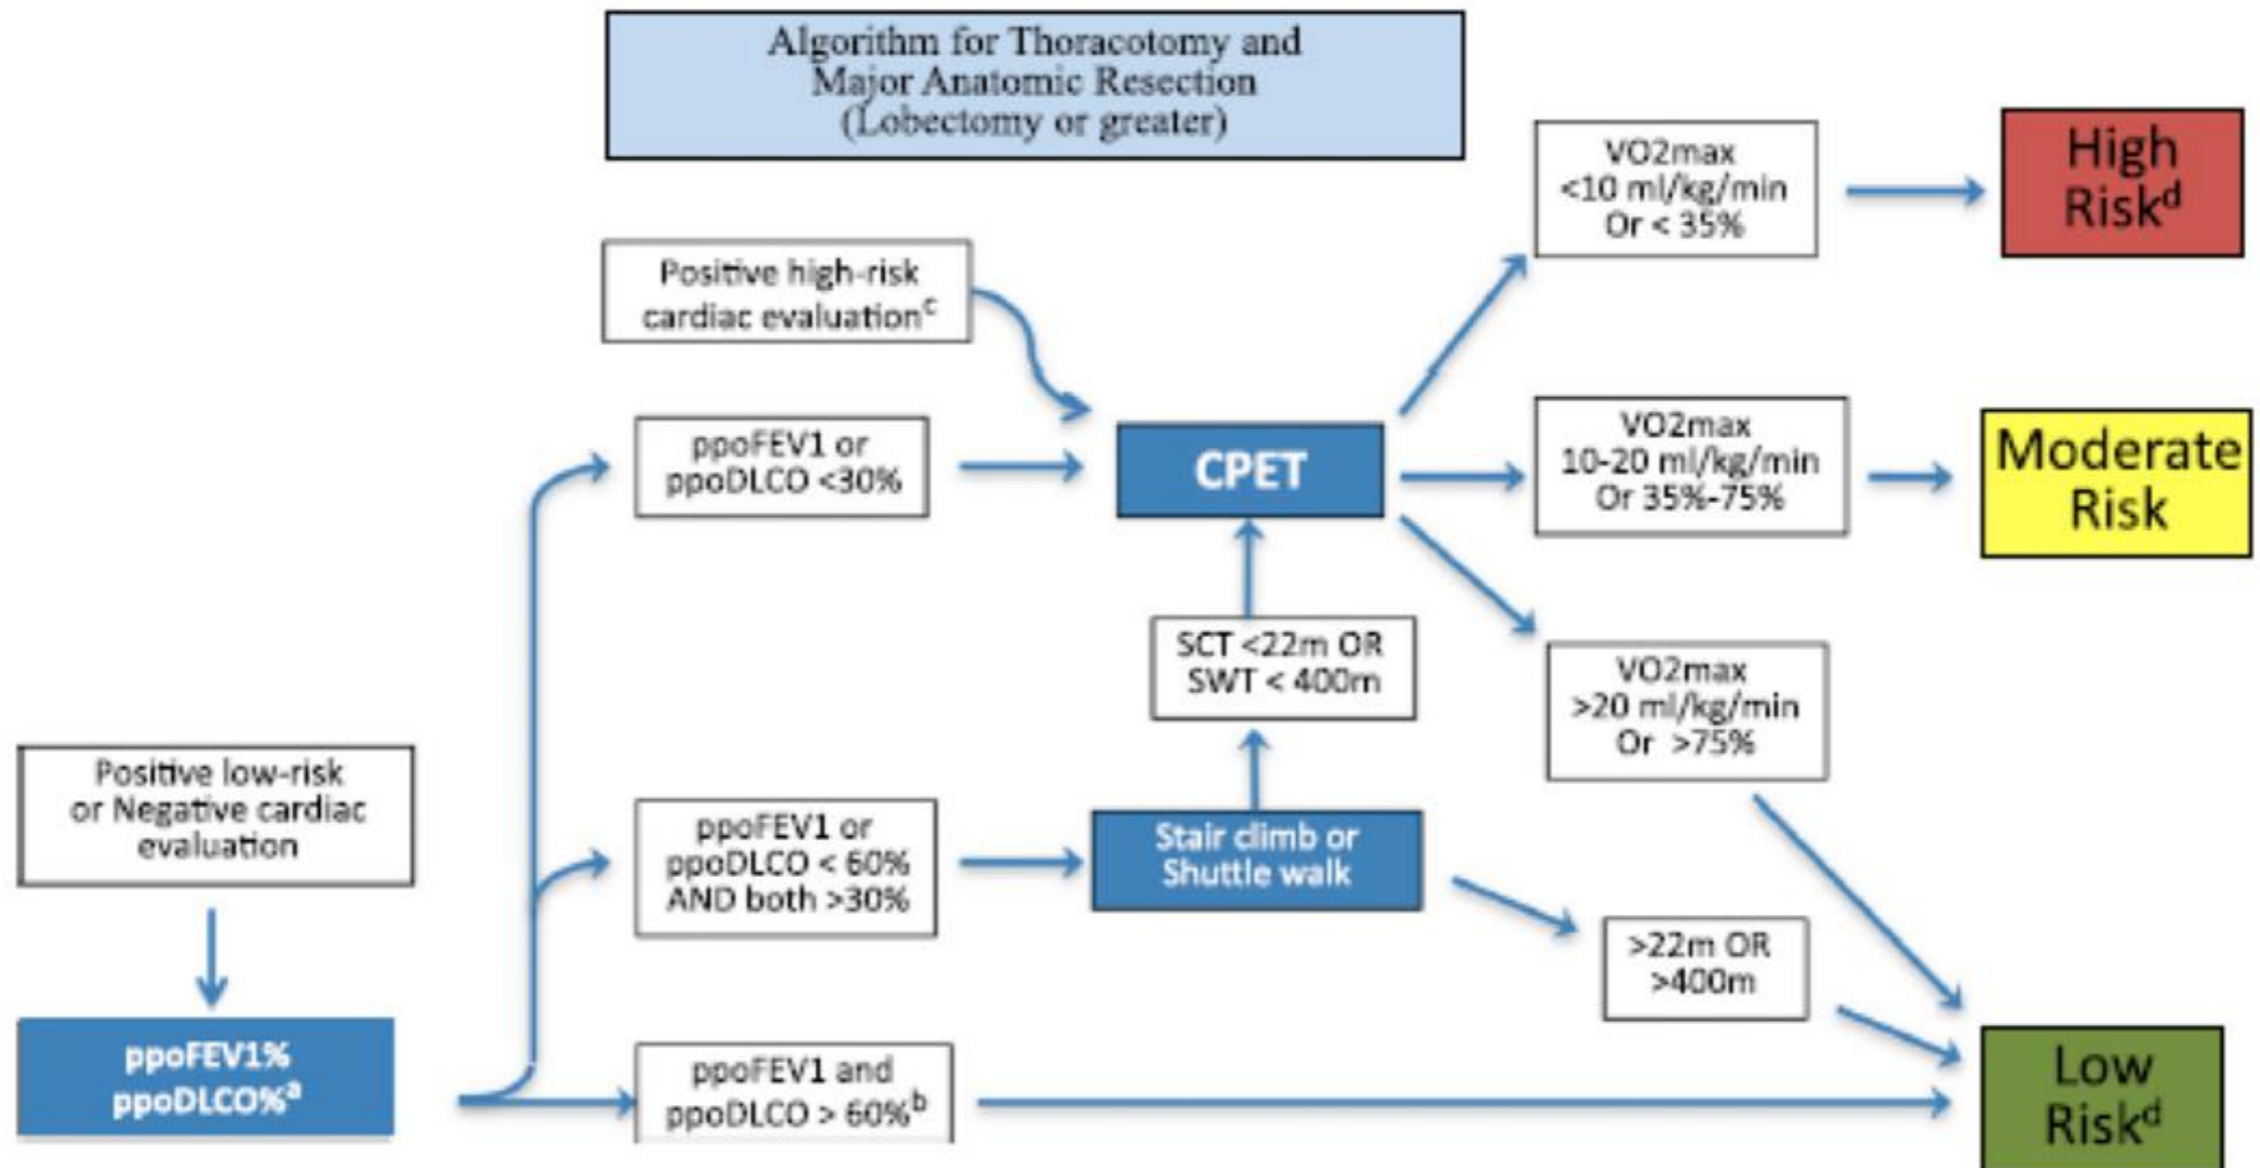 Algorithm for Thoracotomy and
Major Anatomic Resection
(Lobectomy or greater)
VO2max
<10 ml/kg/min
Or < 35%
High
Riskᵈ
Positive high-risk
cardiac evaluationᶜ
ppoFEV1 or
ppoDLCO <30%
CPET
VO2max
10-20 ml/kg/min
Or 35%-75%
Moderate
Risk
SCT <22m OR
SWT < 400m
VO2max
>20 ml/kg/min
Or >75%
Positive low-risk
or Negative cardiac
evaluation
ppoFEV1 or
ppoDLCO < 60%
AND both >30%
Stair climb or
Shuttle walk
>22m OR
>400m
ppoFEV1%
ppoDLCO%ᵃ
ppoFEV1 and
ppoDLCO > 60%ᵇ
Low
Riskᵈ